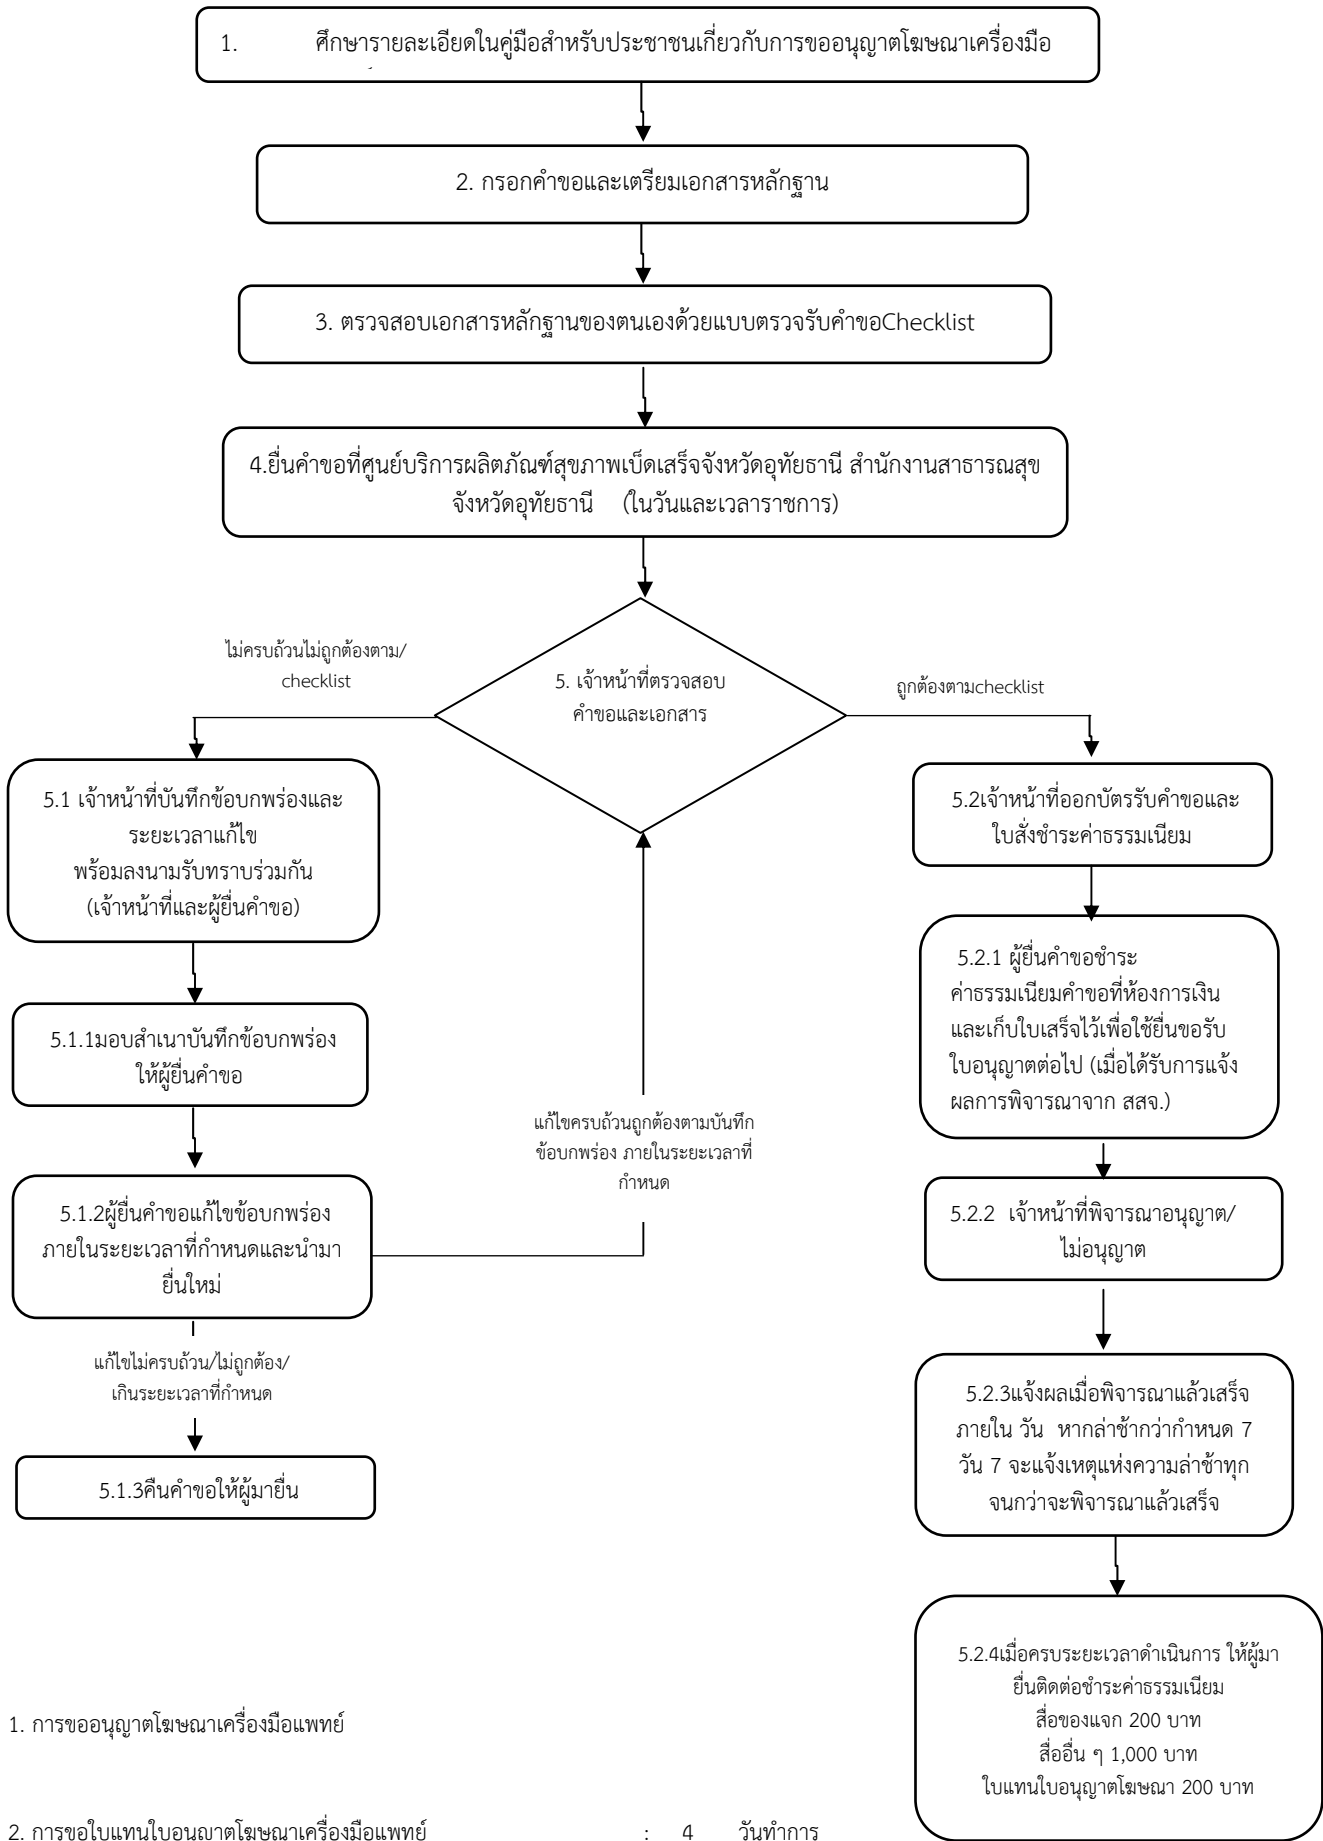 1. ศึกษารายละเอียดในคู่มือสำหรับประชาชนเกี่ยวกับการขออนุญาตโฆษณาเครื่องมือ
2. กรอกคำขอและเตรียมเอกสารหลักฐาน
3. ตรวจสอบเอกสารหลักฐานของตนเองด้วยแบบตรวจรับคำขอChecklist
4.ยื่นคำขอที่ศูนย์บริการผลิตภัณฑ์สุขภาพเบ็ดเสร็จจังหวัดอุทัยธานี สำนักงานสาธารณสุข
จังหวัดอุทัยธานี (ในวันและเวลาราชการ)
ไม่ครบถ้วนไม่ถูกต้องตาม/
checklist
5. เจ้าหน้าที่ตรวจสอบ
คำขอและเอกสาร
ถูกต้องตามchecklist
5.1 เจ้าหน้าที่บันทึกข้อบกพร่องและ
ระยะเวลาแก้ไข
พร้อมลงนามรับทราบร่วมกัน
(เจ้าหน้าที่และผู้ยื่นคำขอ)
5.1.1มอบสำเนาบันทึกข้อบกพร่อง
ให้ผู้ยื่นคำขอ
5.1.2ผู้ยื่นคำขอแก้ไขข้อบกพร่อง
ภายในระยะเวลาที่กำหนดและนำมา
ยื่นใหม่
แก้ไขไม่ครบถ้วน/ไม่ถูกต้อง/
เกินระยะเวลาที่กำหนด
5.1.3คืนคำขอให้ผู้มายื่น
แก้ไขครบถ้วนถูกต้องตามบันทึก
ข้อบกพร่อง ภายในระยะเวลาที่
กำหนด
5.2เจ้าหน้าที่ออกบัตรรับคำขอและ
ใบสั่งชำระค่าธรรมเนียม
5.2.1 ผู้ยื่นคำขอชำระ
ค่าธรรมเนียมคำขอที่ห้องการเงิน
และเก็บใบเสร็จไว้เพื่อใช้ยื่นขอรับ
ใบอนุญาตต่อไป (เมื่อได้รับการแจ้ง
ผลการพิจารณาจาก สสจ.)
5.2.2 เจ้าหน้าที่พิจารณาอนุญาต/
ไม่อนุญาต
5.2.3แจ้งผลเมื่อพิจารณาแล้วเสร็จ
ภายใน วัน หากล่าช้ากว่ากำหนด 7
วัน 7 จะแจ้งเหตุแห่งความล่าช้าทุก
จนกว่าจะพิจารณาแล้วเสร็จ
5.2.4เมื่อครบระยะเวลาดำเนินการ ให้ผู้มา
ยื่นติดต่อชำระค่าธรรมเนียม
สื่อของแจก 200 บาท
สื่ออื่น ๆ 1,000 บาท
ใบแทนใบอนุญาตโฆษณา 200 บาท
1. การขออนุญาตโฆษณาเครื่องมือแพทย์
2. การขอใบแทนใบอนุญาตโฆษณาเครื่องมือแพทย์ : 4 วันทำการ